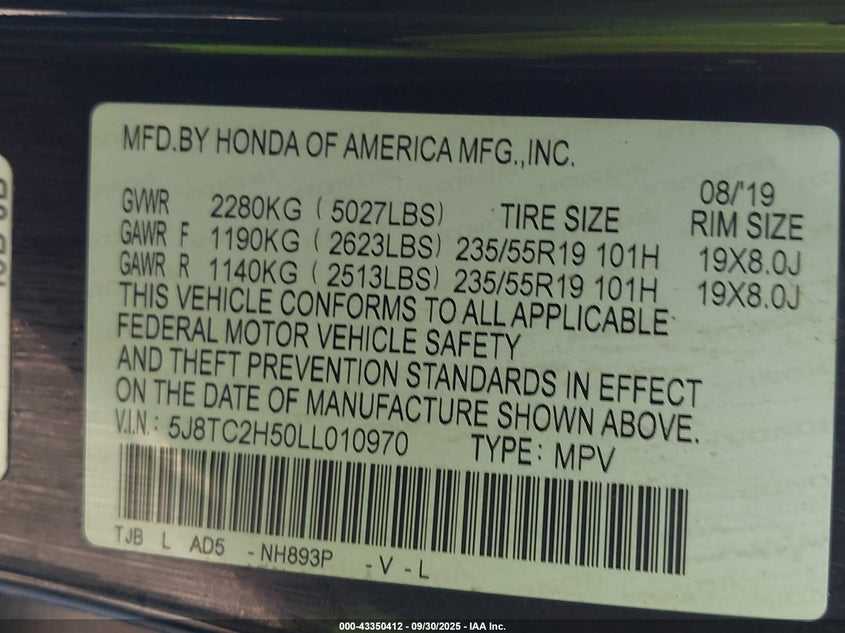 MFD.BY HONDA OF AMERICA MFG.,INC.
08/'19
GVWR 2280KG ( 5027LBS) TIRE SIZE RIM SIZE
GAWR F 1190KG ( 2623LBS) 235/55R19 101H 19X8.0J
GAWR R 1140KG ( 2513LBS) 235/55R19 101H 19X8.0J
THIS VEHICLE CONFORMS TO ALL APPLICABLE
FEDERAL MOTOR VEHICLE SAFETY
AND THEFT PREVENTION STANDARDS IN EFFECT
ON THE DATE OF MANUFACTURE SHOWN ABOVE.
V.I.N.: 5J8TC2H50LL010970 TYPE: MPV
TJB L AD5 - NH893P - V - L
000-43350412 - 09/30/2025 - IAA Inc.